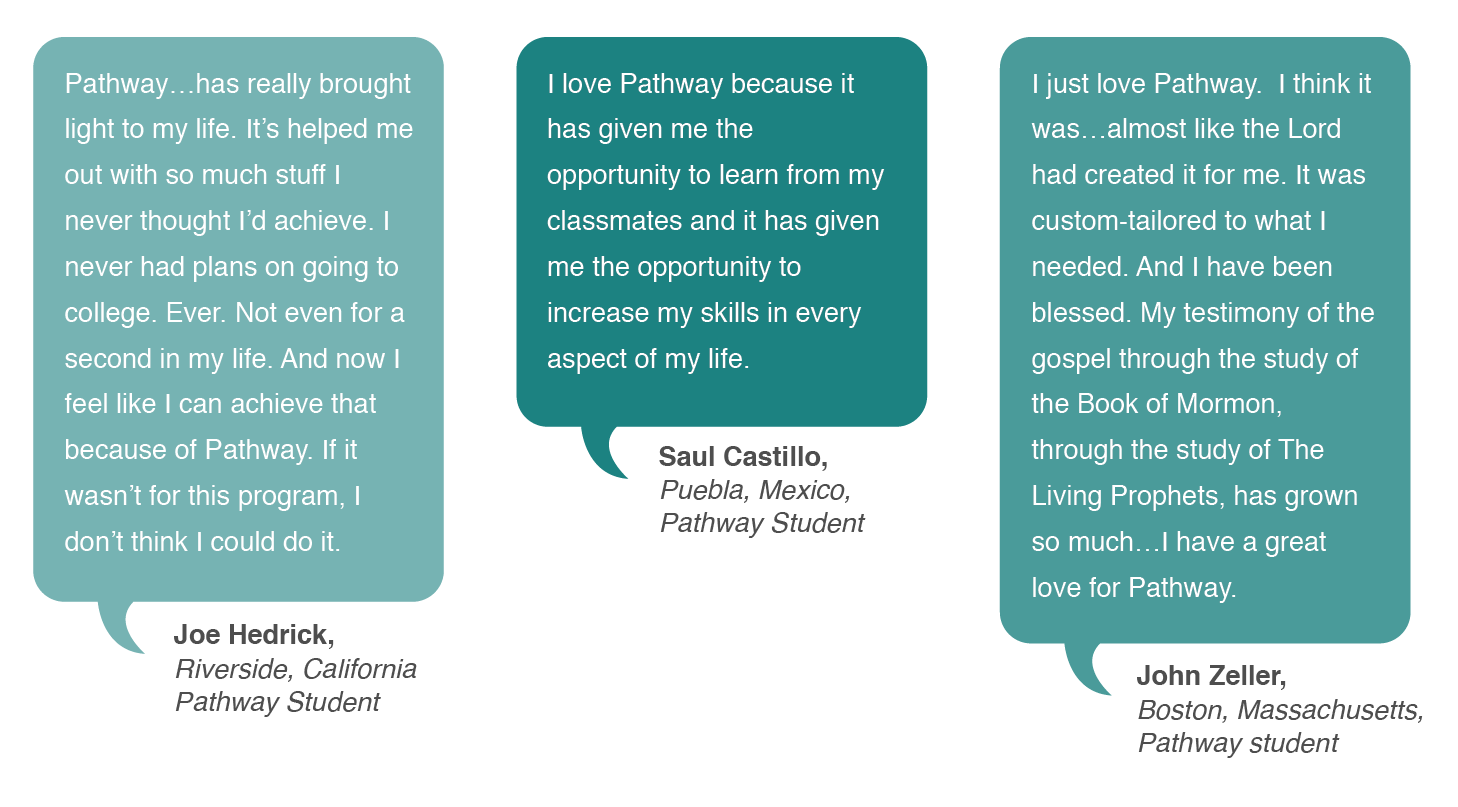 Pathway…has really brought
light to my life. It’s helped me
out with so much stuff I
never thought I’d achieve. I
never had plans on going to
college. Ever. Not even for a
second in my life. And now I
feel like I can achieve that
because of Pathway. If it
wasn’t for this program, I
don’t think I could do it.
Joe Hedrick,
Riverside, California
Pathway Student
I love Pathway because it
has given me the
opportunity to learn from my
classmates and it has given
me the opportunity to
increase my skills in every
aspect of my life.
Saul Castillo,
Puebla, Mexico,
Pathway Student
I just love Pathway.  I think it
was…almost like the Lord
had created it for me. It was
custom-tailored to what I
needed. And I have been
blessed. My testimony of the
gospel through the study of
the Book of Mormon,
through the study of The
Living Prophets, has grown
so much…I have a great
love for Pathway.
John Zeller,
Boston, Massachusetts,
Pathway student